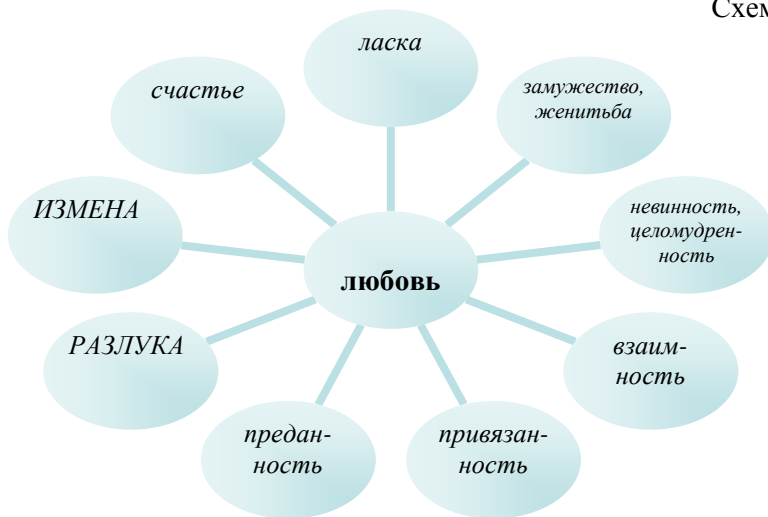 Схем
ласка
замужество,
женитьба
невинность,
целомудрен-
ность
взаим-
ность
привязан-
ность
предан-
ность
РАЗЛУКА
ИЗМЕНА
счастье
любовь